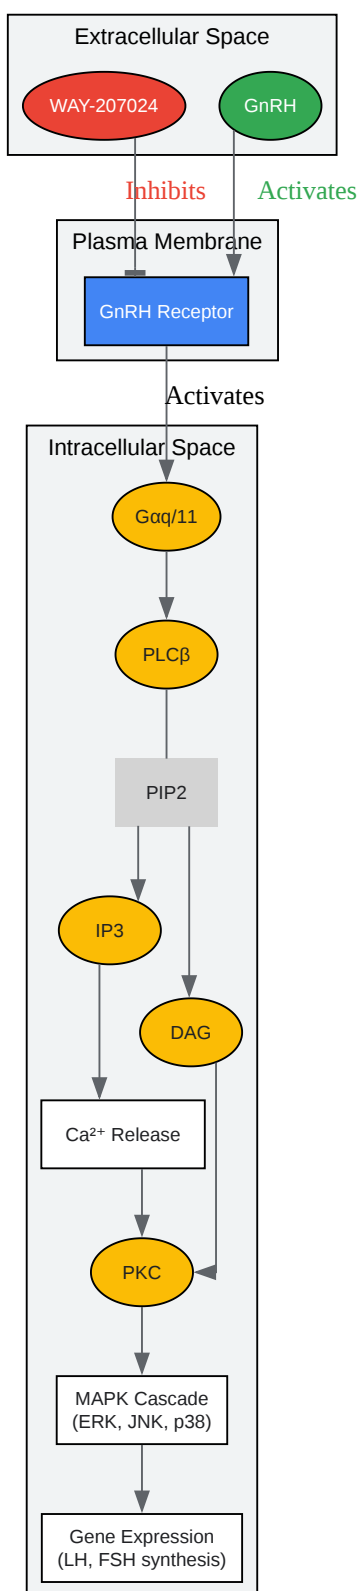 Extracellular Space
WAY-207024
GnRH
Inhibits
Activates
Plasma Membrane
GnRH Receptor
Activates
Intracellular Space
Gαq/11
PLCβ
PIP2
IP3
DAG
Ca²⁺ Release
PKC
MAPK Cascade
(ERK, JNK, p38)
Gene Expression
(LH, FSH synthesis)